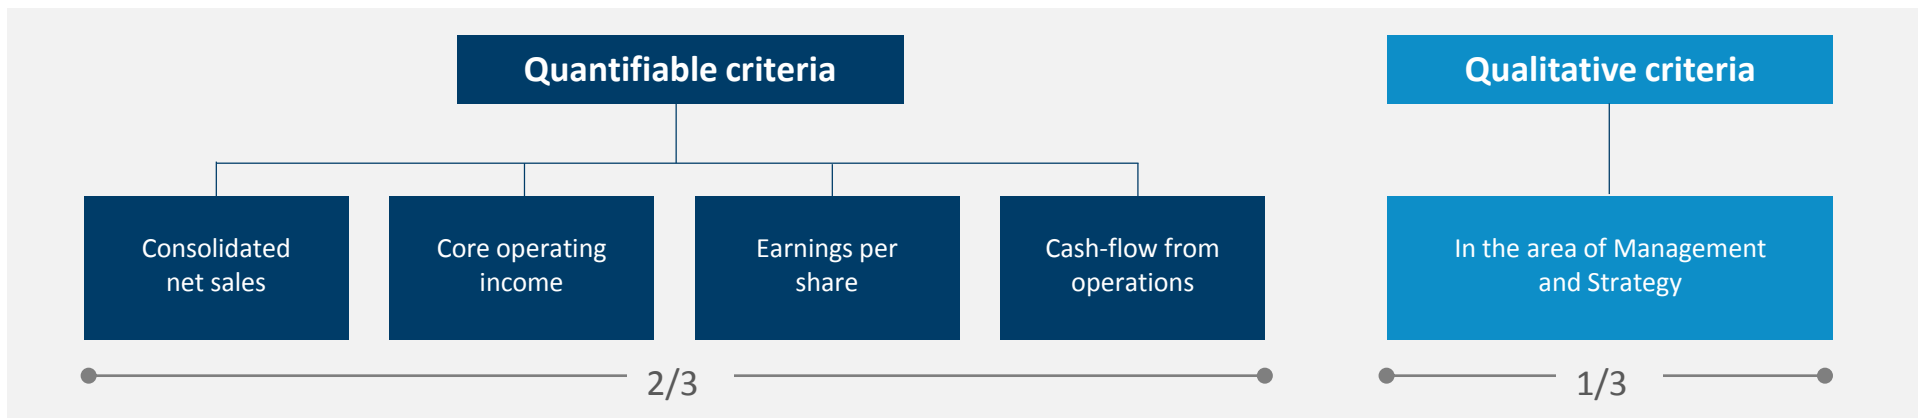 Quantifiable criteria
Qualitative criteria
Consolidated
net sales
Core operating
income
Earnings per
share
Cash-flow from
operations
In the area of Management
and Strategy
2/3
1/3